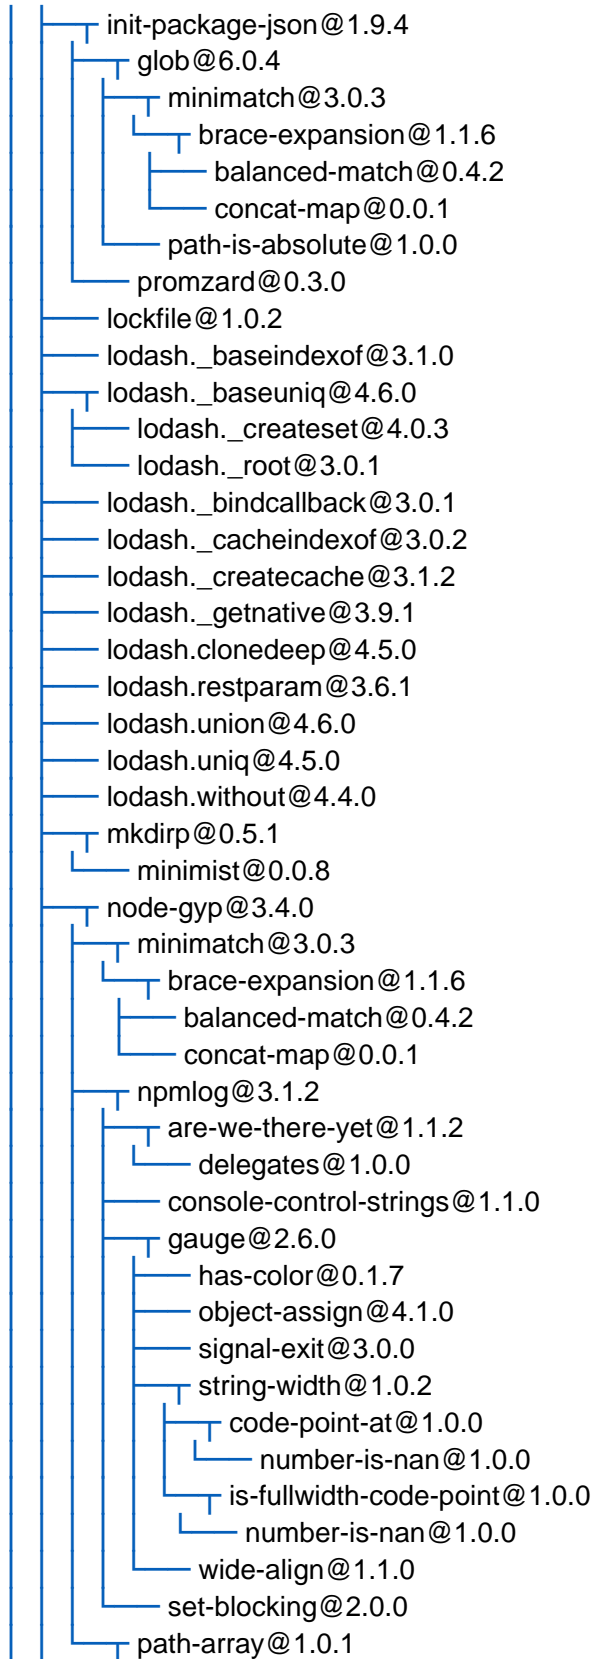 init-package-json@1.9.4
glob@6.0.4
minimatch@3.0.3
brace-expansion@1.1.6
balanced-match@0.4.2
concat-map@0.0.1
path-is-absolute@1.0.0
promzard@0.3.0
lockfile@1.0.2
lodash._baseindexof@3.1.0
lodash._baseuniq@4.6.0
lodash._createset@4.0.3
lodash._root@3.0.1
lodash._bindcallback@3.0.1
lodash._cacheindexof@3.0.2
lodash._createcache@3.1.2
lodash._getnative@3.9.1
lodash.clonedeep@4.5.0
lodash.restparam@3.6.1
lodash.union@4.6.0
lodash.uniq@4.5.0
lodash.without@4.4.0
mkdirp@0.5.1
minimist@0.0.8
node-gyp@3.4.0
minimatch@3.0.3
brace-expansion@1.1.6
balanced-match@0.4.2
concat-map@0.0.1
npmlog@3.1.2
are-we-there-yet@1.1.2
delegates@1.0.0
console-control-strings@1.1.0
gauge@2.6.0
has-color@0.1.7
object-assign@4.1.0
signal-exit@3.0.0
string-width@1.0.2
code-point-at@1.0.0
number-is-nan@1.0.0
is-fullwidth-code-point@1.0.0
number-is-nan@1.0.0
wide-align@1.1.0
set-blocking@2.0.0
path-array@1.0.1